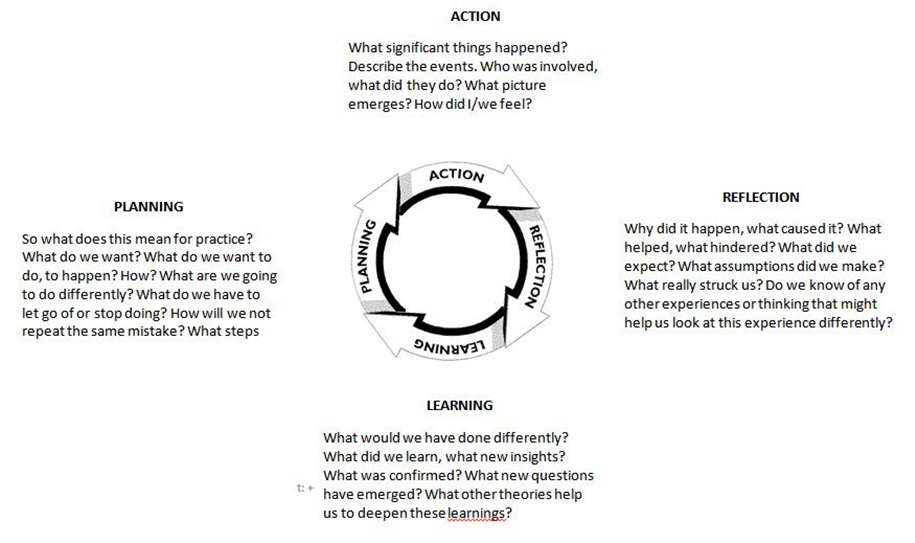 ACTION
What significant things happened?
Describe the events. Who was involved,
what did they do? What picture
emerges? How did I/we feel?
ACTION
REFLECTION
LEARNING
PLANNING
PLANNING
So what does this mean for practice?
What do we want? What do we want to
do, to happen? How? What are we going
to do differently? What do we have to
let go of or stop doing? How will we not
repeat the same mistake? What steps
REFLECTION
Why did it happen, what caused it? What
helped, what hindered? What did we
expect? What assumptions did we make?
What really struck us? Do we know of any
other experiences or thinking that might
help us look at this experience differently?
LEARNING
What would we have done differently?
What did we learn, what new insights?
What was confirmed? What new questions
have emerged? What other theories help
us to deepen these learnings?